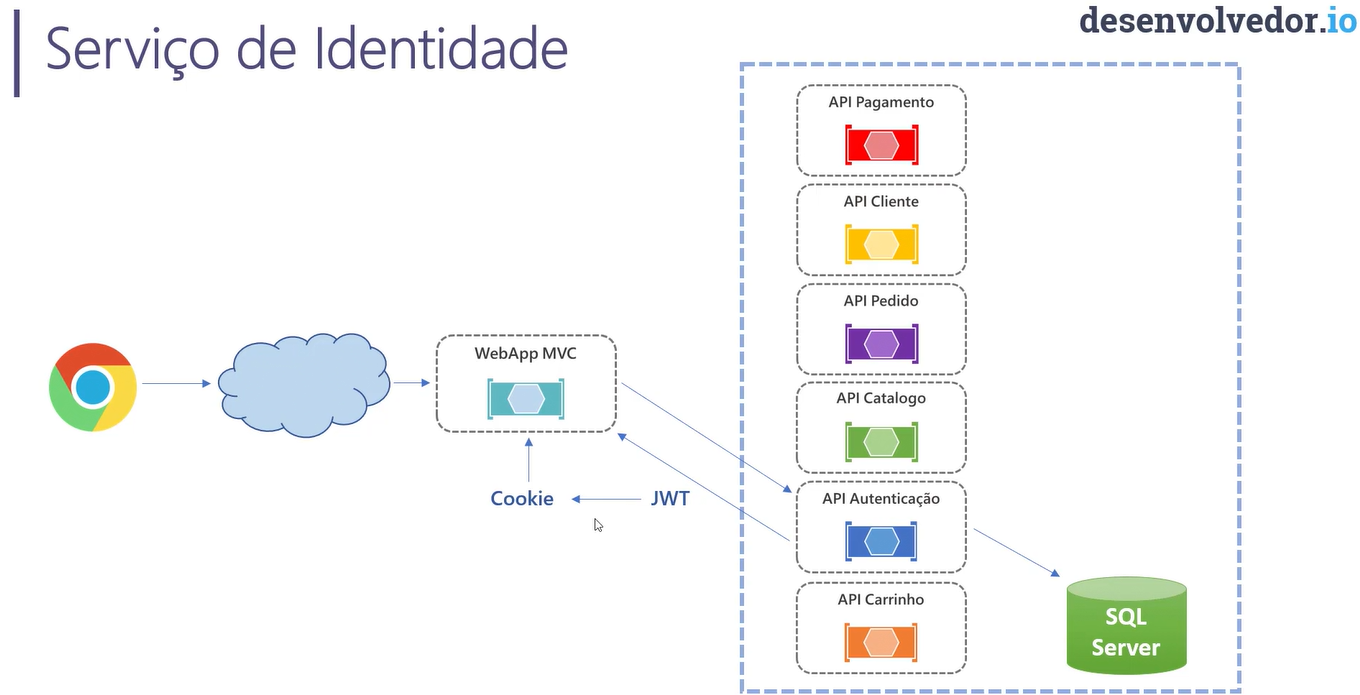 desenvolvedor.io
Serviço de Identidade
API Pagamento
API Cliente
API Pedido
WebApp MVC
API Catalogo
Cookie
JWT
API Autenticação
API Carrinho
SQL
Server